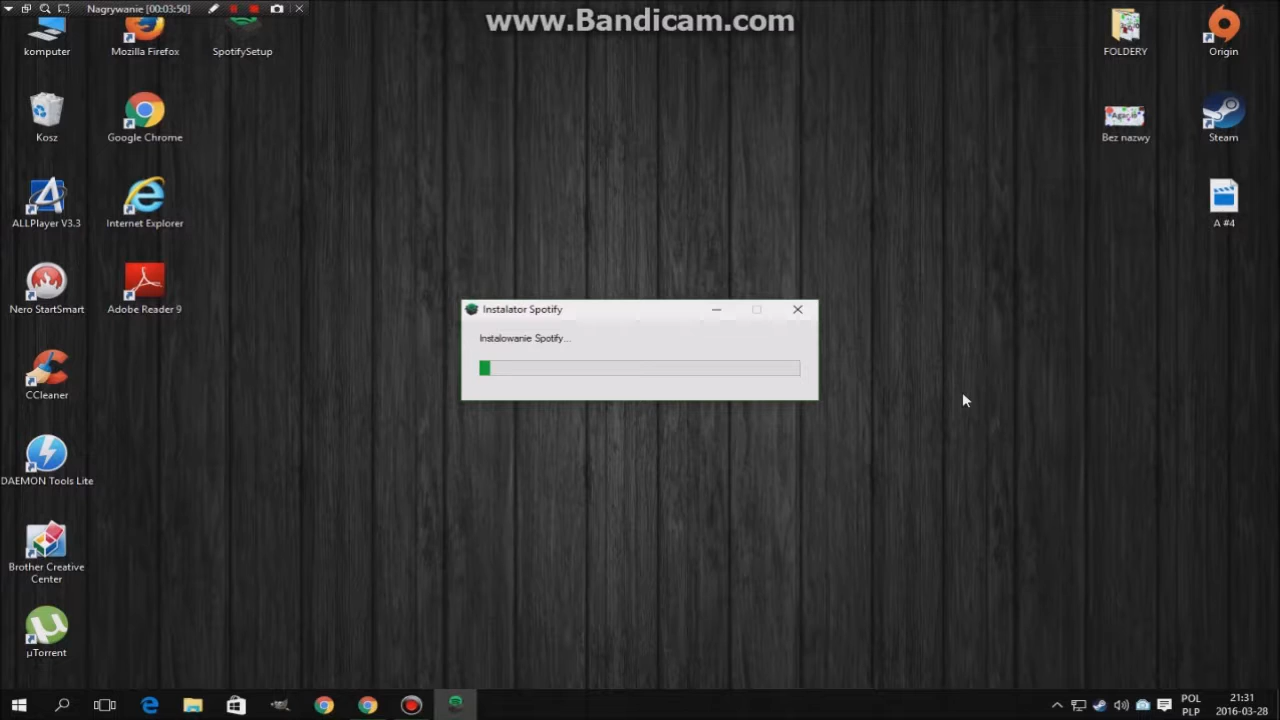 Nagrywanie [00:03:50]
www.Bandicam.com
komputer
Mozilla Firefox
SpotifySetup
FOLDERY
Origin
Kosz
Google Chrome
Agario
Bez nazwy
Steam
ALLPlayer V3.3
Internet Explorer
A #4
Nero StartSmart
Adobe Reader 9
Instalator Spotify
Instalowanie Spotify...
CCleaner
DAEMON Tools Lite
Brother Creative
Center
µTorrent
POL
PLP
21:31
2016-03-28